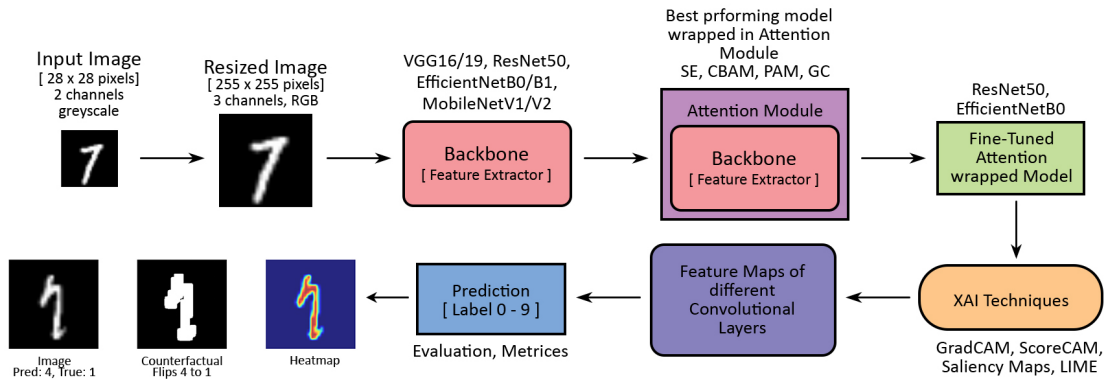 Input Image
[ 28 x 28 pixels]
2 channels
greyscale
Resized Image
[ 255 x 255 pixels]
3 channels, RGB
VGG16/19, ResNet50,
EfficientNetB0/B1,
MobileNetV1/V2
Backbone
[ Feature Extractor ]
Best prforming model
wrapped in Attention
Module
SE, CBAM, PAM, GC
Attention Module
Backbone
[ Feature Extractor ]
ResNet50,
EfficientNetB0
Fine-Tuned
Attention
wrapped Model
XAI Techniques
GradCAM, ScoreCAM,
Saliency Maps, LIME
Feature Maps of
different
Convolutional
Layers
Prediction
[ Label 0 - 9 ]
Evaluation, Metrices
Heatmap
Counterfactual
Flips 4 to 1
Image
Pred: 4, True: 1